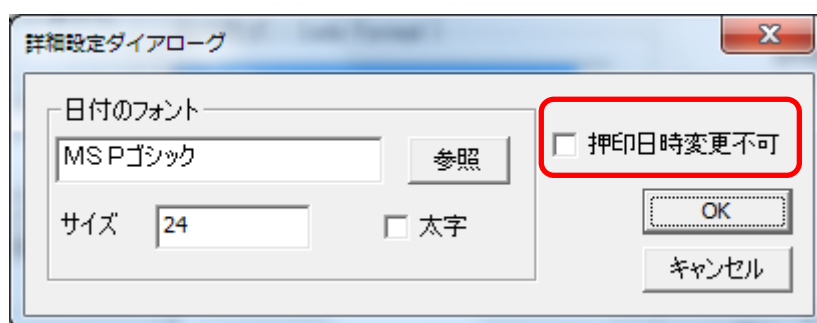 詳細設定ダイアローグ
日付のフォント
MS Pゴシック
参照
押印日時変更不可
サイズ
24
太字
OK
キャンセル